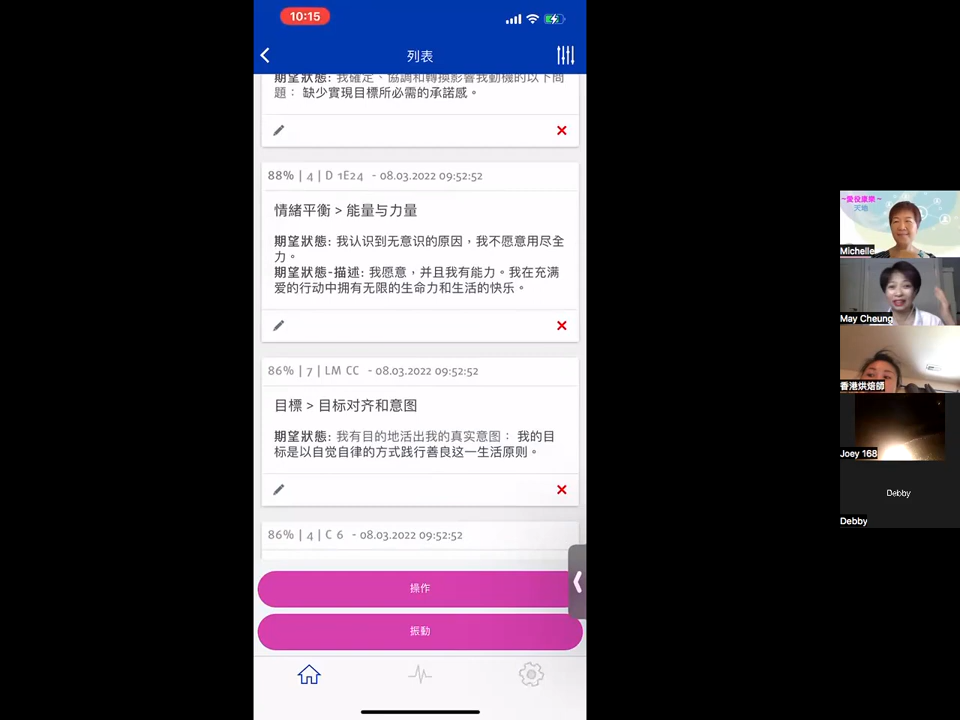 10:15
列表
期望狀態: 我確定、協調和轉換影響我動機的以下問
題： 缺少實現目標所必需的承諾感。
88% | 4 | D 1E24 - 08.03.2022 09:52:52
情緒平衡 > 能量与力量
期望狀態: 我认识到无意识的原因，我不愿意用尽全
力。
期望狀態-描述: 我愿意，并且我有能力。我在充满
爱的行动中拥有无限的生命力和生活的快乐。
86% | 7 | LM CC - 08.03.2022 09:52:52
目標 > 目标对齐和意图
期望狀態: 我有目的地活出我的真实意图： 我的目
标是以自觉自律的方式践行善良这一生活原则。
86% | 4 | C 6 - 08.03.2022 09:52:52
操作
振動
天地
Michelle
May Cheung
香港烘焙師
Joey 168
Debby
Debby